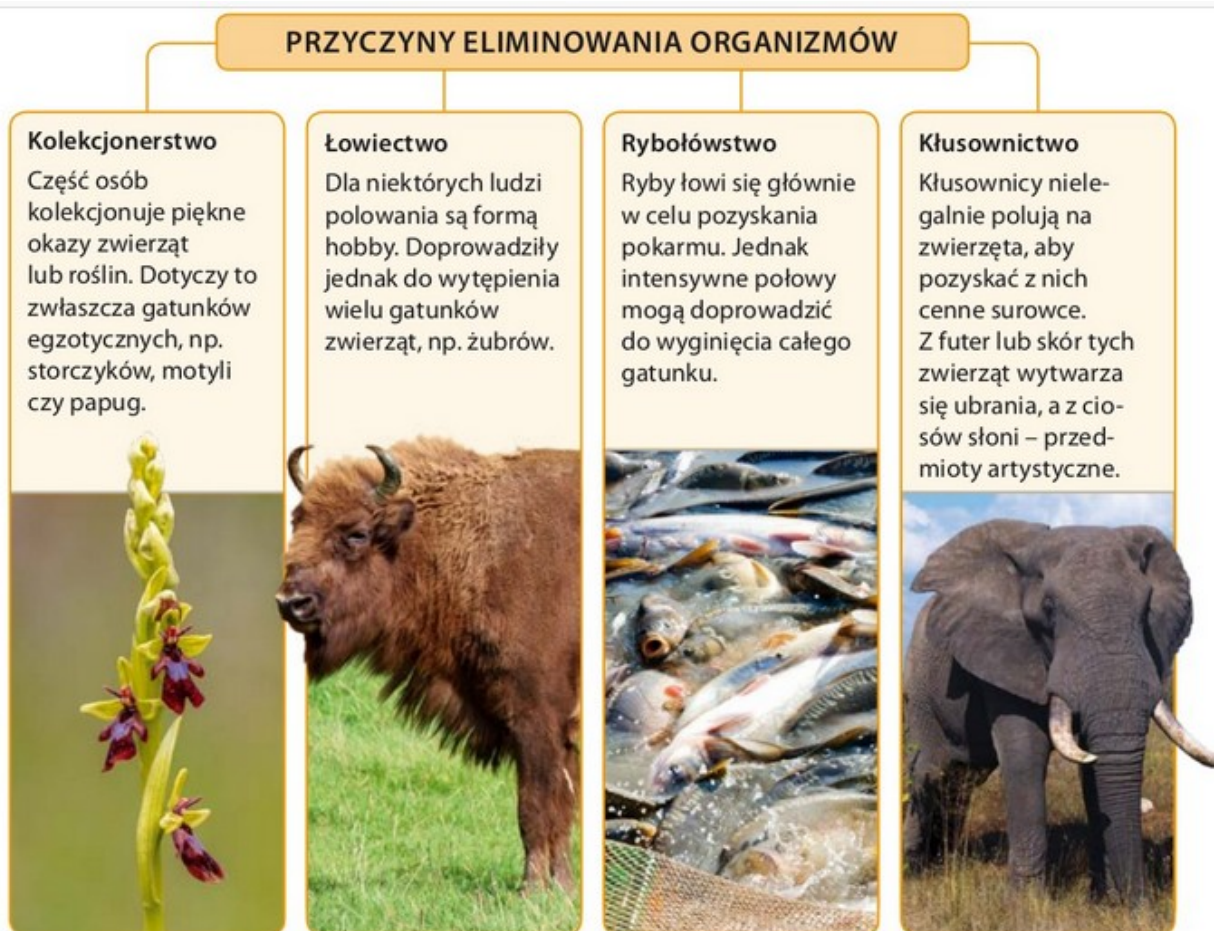 PRZYCZYNY ELIMINOWANIA ORGANIZMÓW
Kolekcjonerstwo
Część osób
kolekcjonuje piękne
okazy zwierząt
lub roślin. Dotyczy to
zwłaszcza gatunków
egzotycznych, np.
storczyków, motyli
czy papug.
Łowiectwo
Dla niektórych ludzi
polowania są formą
hobby. Doprowadziły
jednak do wytępienia
wielu gatunków
zwierząt, np. żubrów.
Rybołówstwo
Ryby łowi się głównie
w celu pozyskania
pokarmu. Jednak
intensywne połowy
mogą doprowadzić
do wyginięcia całego
gatunku.
Kłusownictwo
Kłusownicy niele-
galnie polują na
zwierzęta, aby
pozyskać z nich
cenne surowce.
Z futer lub skór tych
zwierząt wytwarza
się ubrania, a z cio-
sów słoni – przed-
mioty artystyczne.